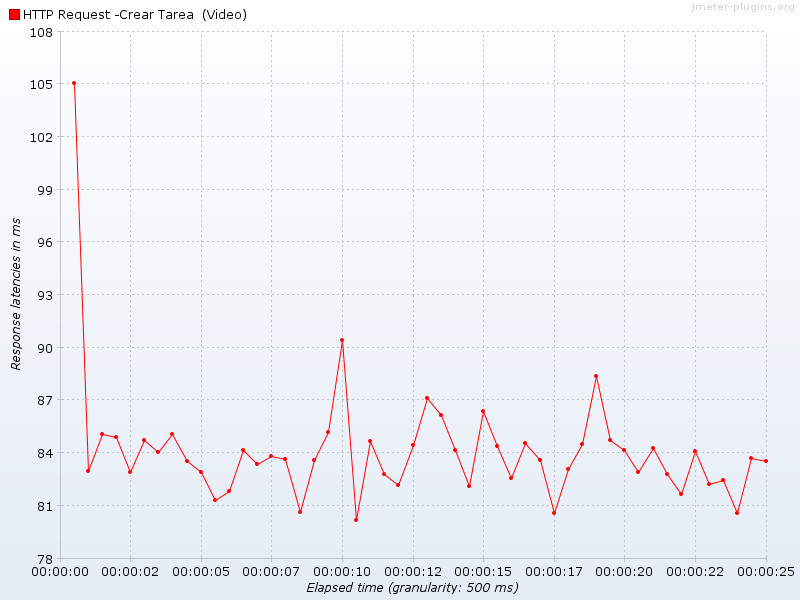 jmeter-plugins.org
HTTP Request -Crear Tarea (Video)
108
105
102
99
96
93
90
87
84
81
78
Response latencies in ms
00:00:00 00:00:02 00:00:05 00:00:07 00:00:10 00:00:12 00:00:15 00:00:17 00:00:20 00:00:22 00:00:25
Elapsed time (granularity: 500 ms)